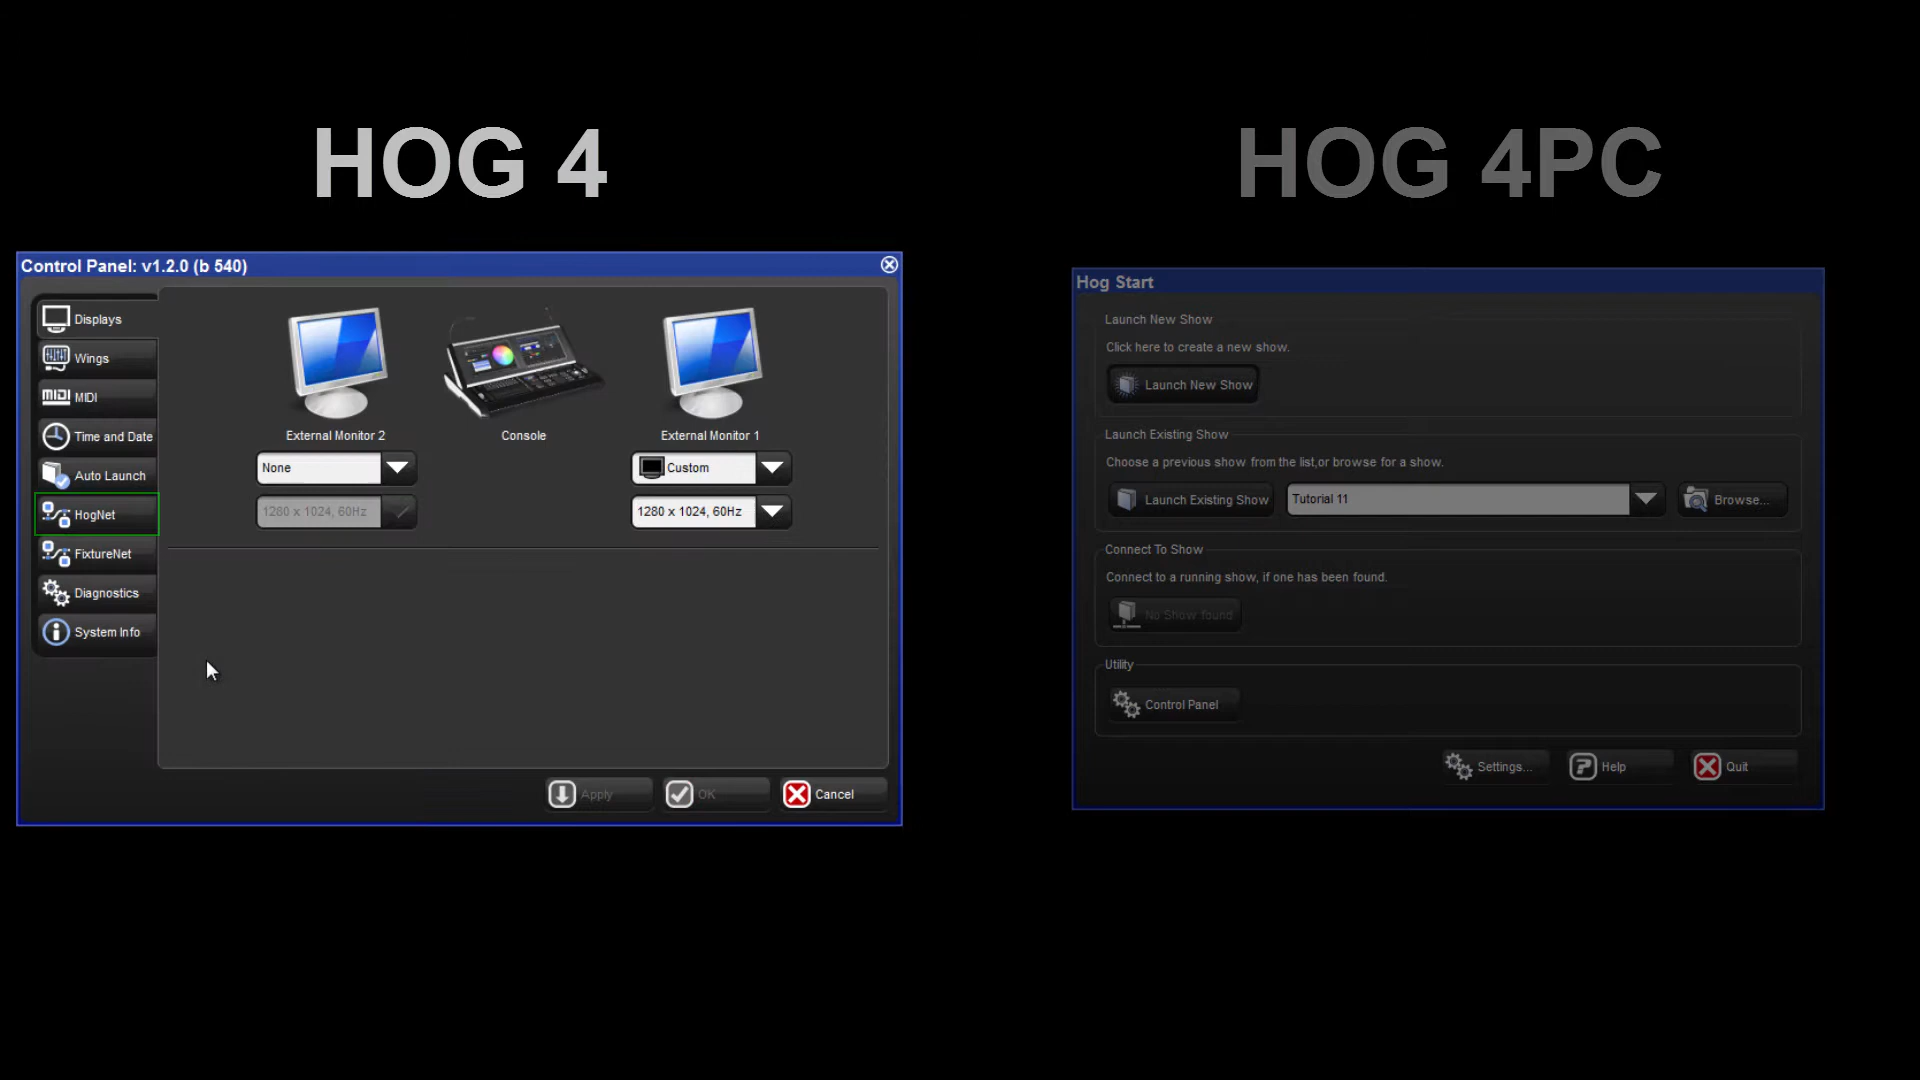 HOG 4
Control Panel: v1.2.0 (b 540)
Displays
Wings
MIDI
MIDI
Time and Date
Auto Launch
HogNet
FixtureNet
Diagnostics
System Info
External Monitor 2
Console
External Monitor 1
None
Custom
1280 x 1024, 60Hz
1280 x 1024, 60Hz
Apply
OK
Cancel
HOG 4PC
Hog Start
Launch New Show
Click here to create a new show.
Launch New Show
Launch Existing Show
Choose a previous show from the list,or browse for a show.
Launch Existing Show
Tutorial 11
Browse...
Connect To Show
Connect to a running show, if one has been found.
No Show found
Utility
Control Panel
Settings...
Help
Quit